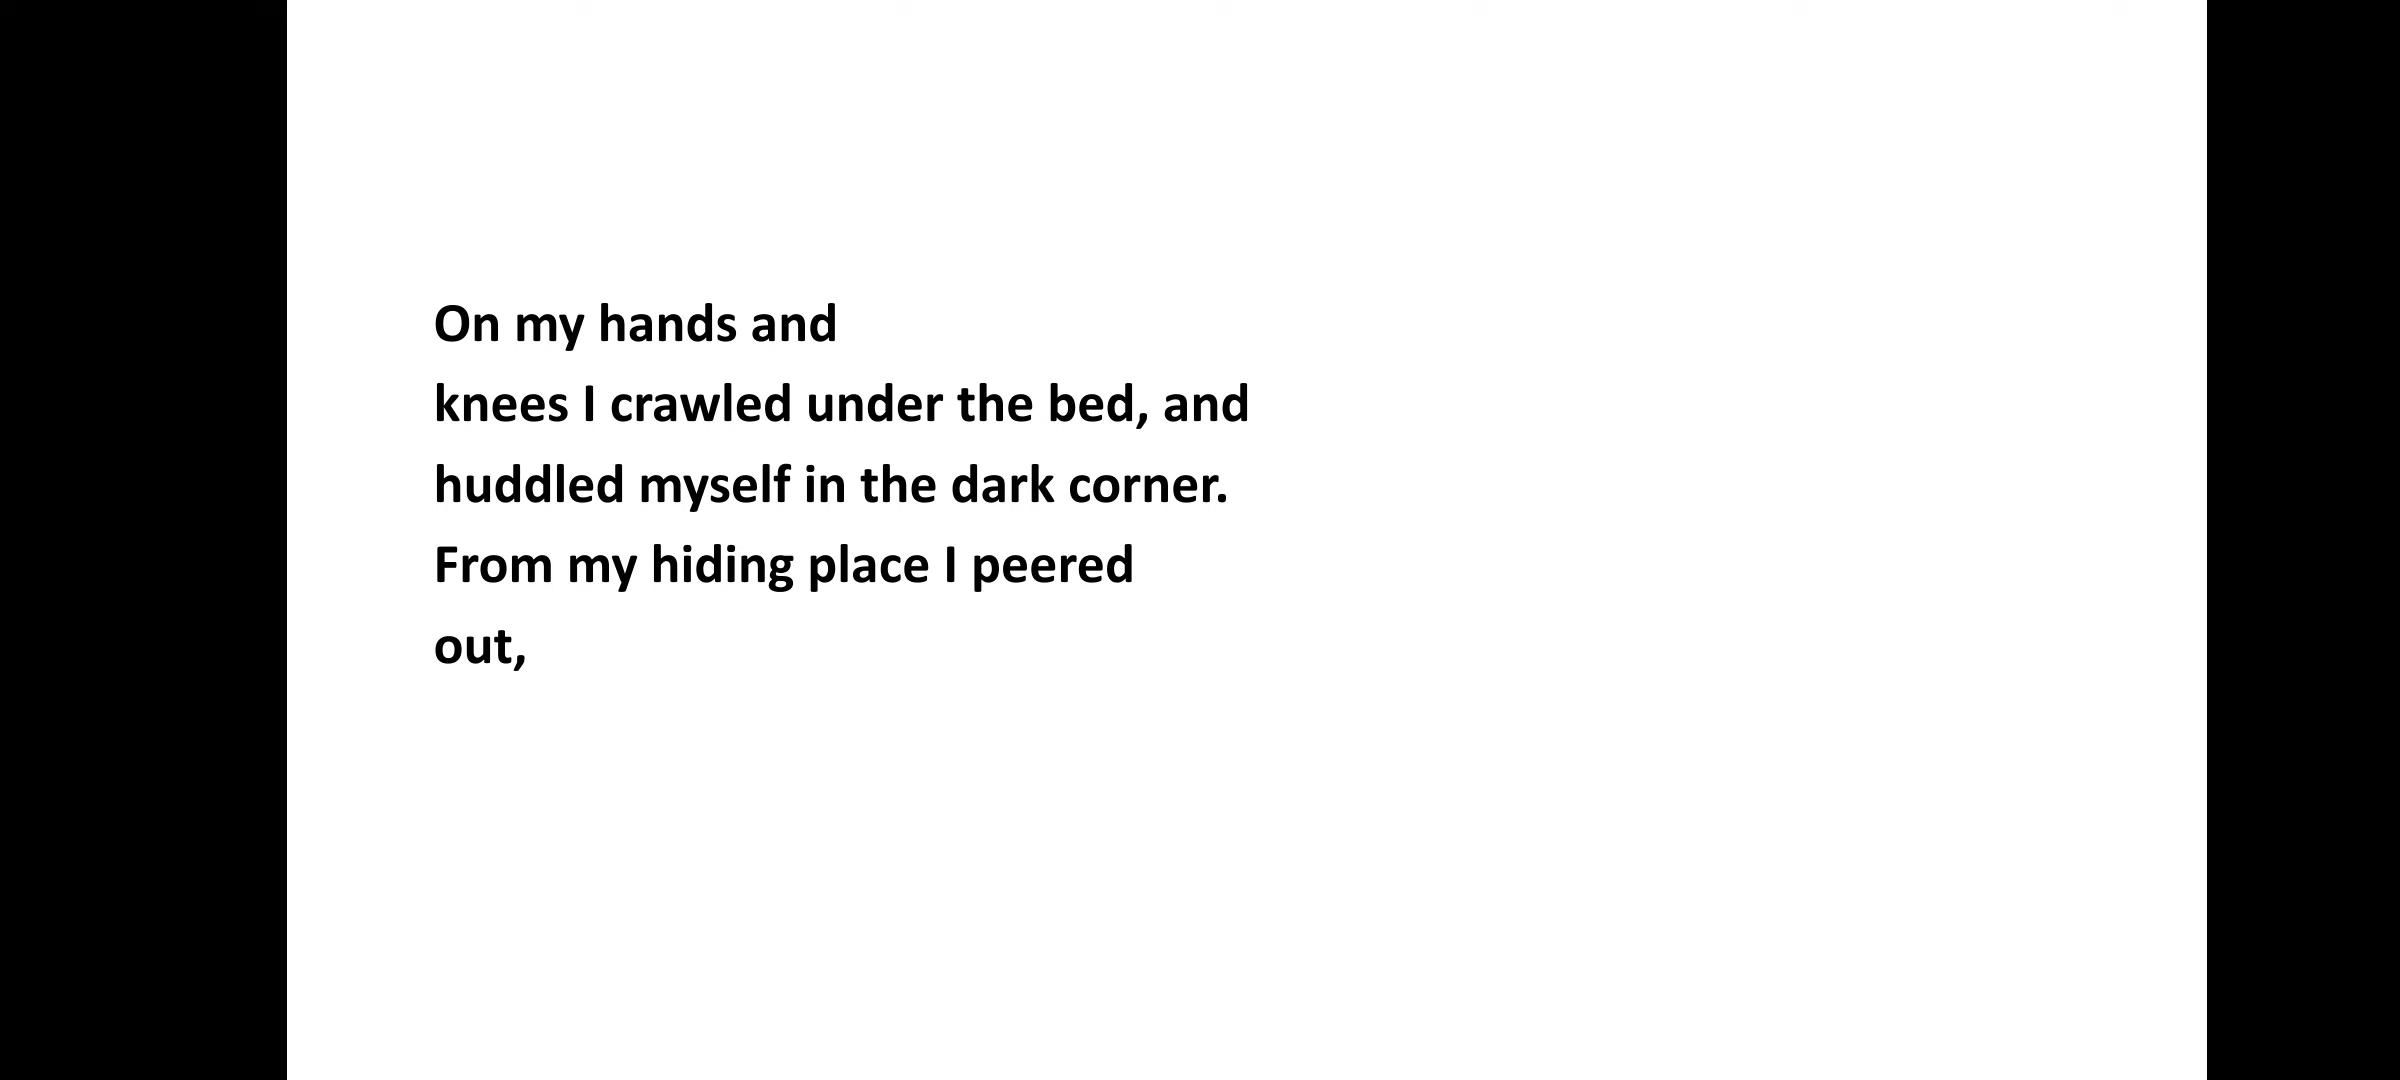 On my hands and
knees I crawled under the bed, and
huddled myself in the dark corner.
From my hiding place I peered
out,